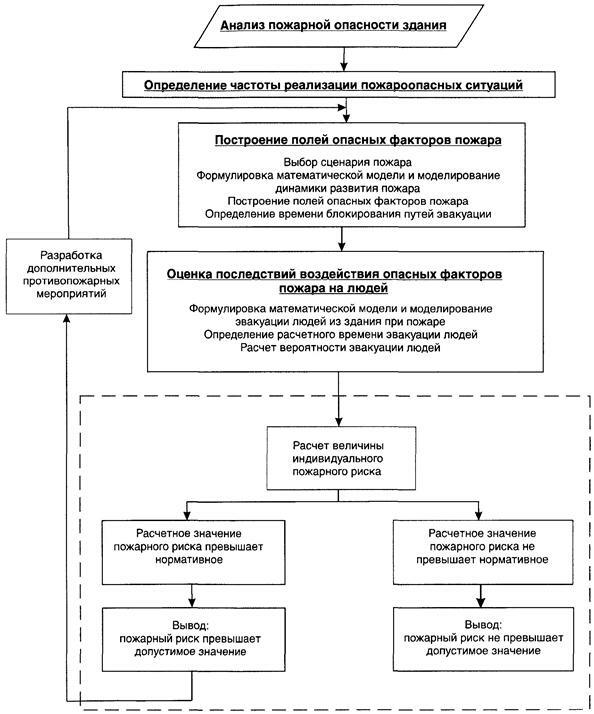 Анализ пожарной опасности здания
Определение частоты реализации пожароопасных ситуаций
Построение полей опасных факторов пожара
Выбор сценария пожара
Формулировка математической модели и моделирование
динамики развития пожара
Построение полей опасных факторов пожара
Определение времени блокирования путей эвакуации
Разработка
дополнительных
противопожарных
мероприятий
Оценка последствий воздействия опасных факторов
пожара на людей
Формулировка математической модели и моделирование
эвакуации людей из здания при пожаре
Определение расчетного времени эвакуации людей
Расчет вероятности эвакуации людей
Расчет величины
индивидуального
пожарного риска
Расчетное значение
пожарного риска превышает
нормативное
Расчетное значение
пожарного риска не
превышает нормативное
Вывод:
пожарный риск превышает
допустимое значение
Вывод:
пожарный риск не превышает
допустимое значение